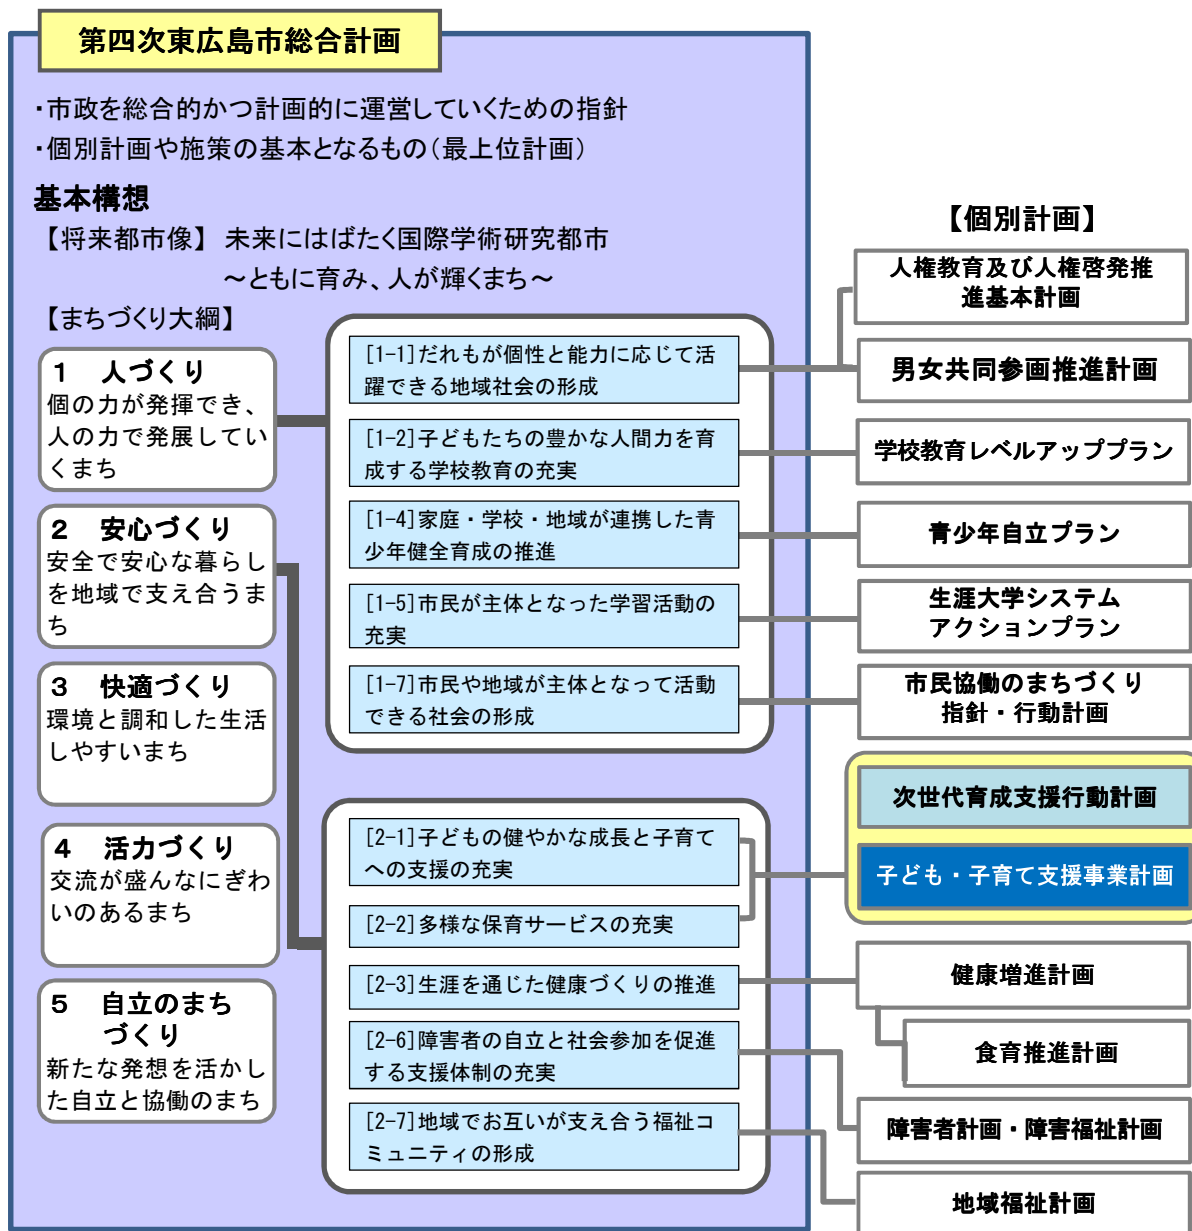 第四次東広島市総合計画
・市政を総合的かつ計画的に運営していくための指針
・個別計画や施策の基本となるもの（最上位計画）
基本構想
【将来都市像】 未来にはばたく国際学術研究都市
～ともに育み、人が輝くまち～
【まちづくり大綱】
１ 人づくり
個の力が発揮でき、
人の力で発展してい
くまち
２ 安心づくり
安全で安心な暮らし
を地域で支え合うま
ち
３ 快適づくり
環境と調和した生活
しやすいまち
４ 活力づくり
交流が盛んなにぎわ
いのあるまち
５ 自立のまち
づくり
新たな発想を活かし
た自立と協働のまち
[1-1]だれもが個性と能力に応じて活
躍できる地域社会の形成
[1-2]子どもたちの豊かな人間力を育
成する学校教育の充実
[1-4]家庭・学校・地域が連携した青
少年健全育成の推進
[1-5]市民が主体となった学習活動の
充実
[1-7]市民や地域が主体となって活動
できる社会の形成
[2-1]子どもの健やかな成長と子育て
への支援の充実
[2-2]多様な保育サービスの充実
[2-3]生涯を通じた健康づくりの推進
[2-6]障害者の自立と社会参加を促進
する支援体制の充実
[2-7]地域でお互いが支え合う福祉コ
ミュニティの形成
【個別計画】
人権教育及び人権啓発推
進基本計画
男女共同参画推進計画
学校教育レベルアッププラン
青少年自立プラン
生涯大学システム
アクションプラン
市民協働のまちづくり
指針・行動計画
次世代育成支援行動計画
子ども・子育て支援事業計画
健康増進計画
食育推進計画
障害者計画・障害福祉計画
地域福祉計画